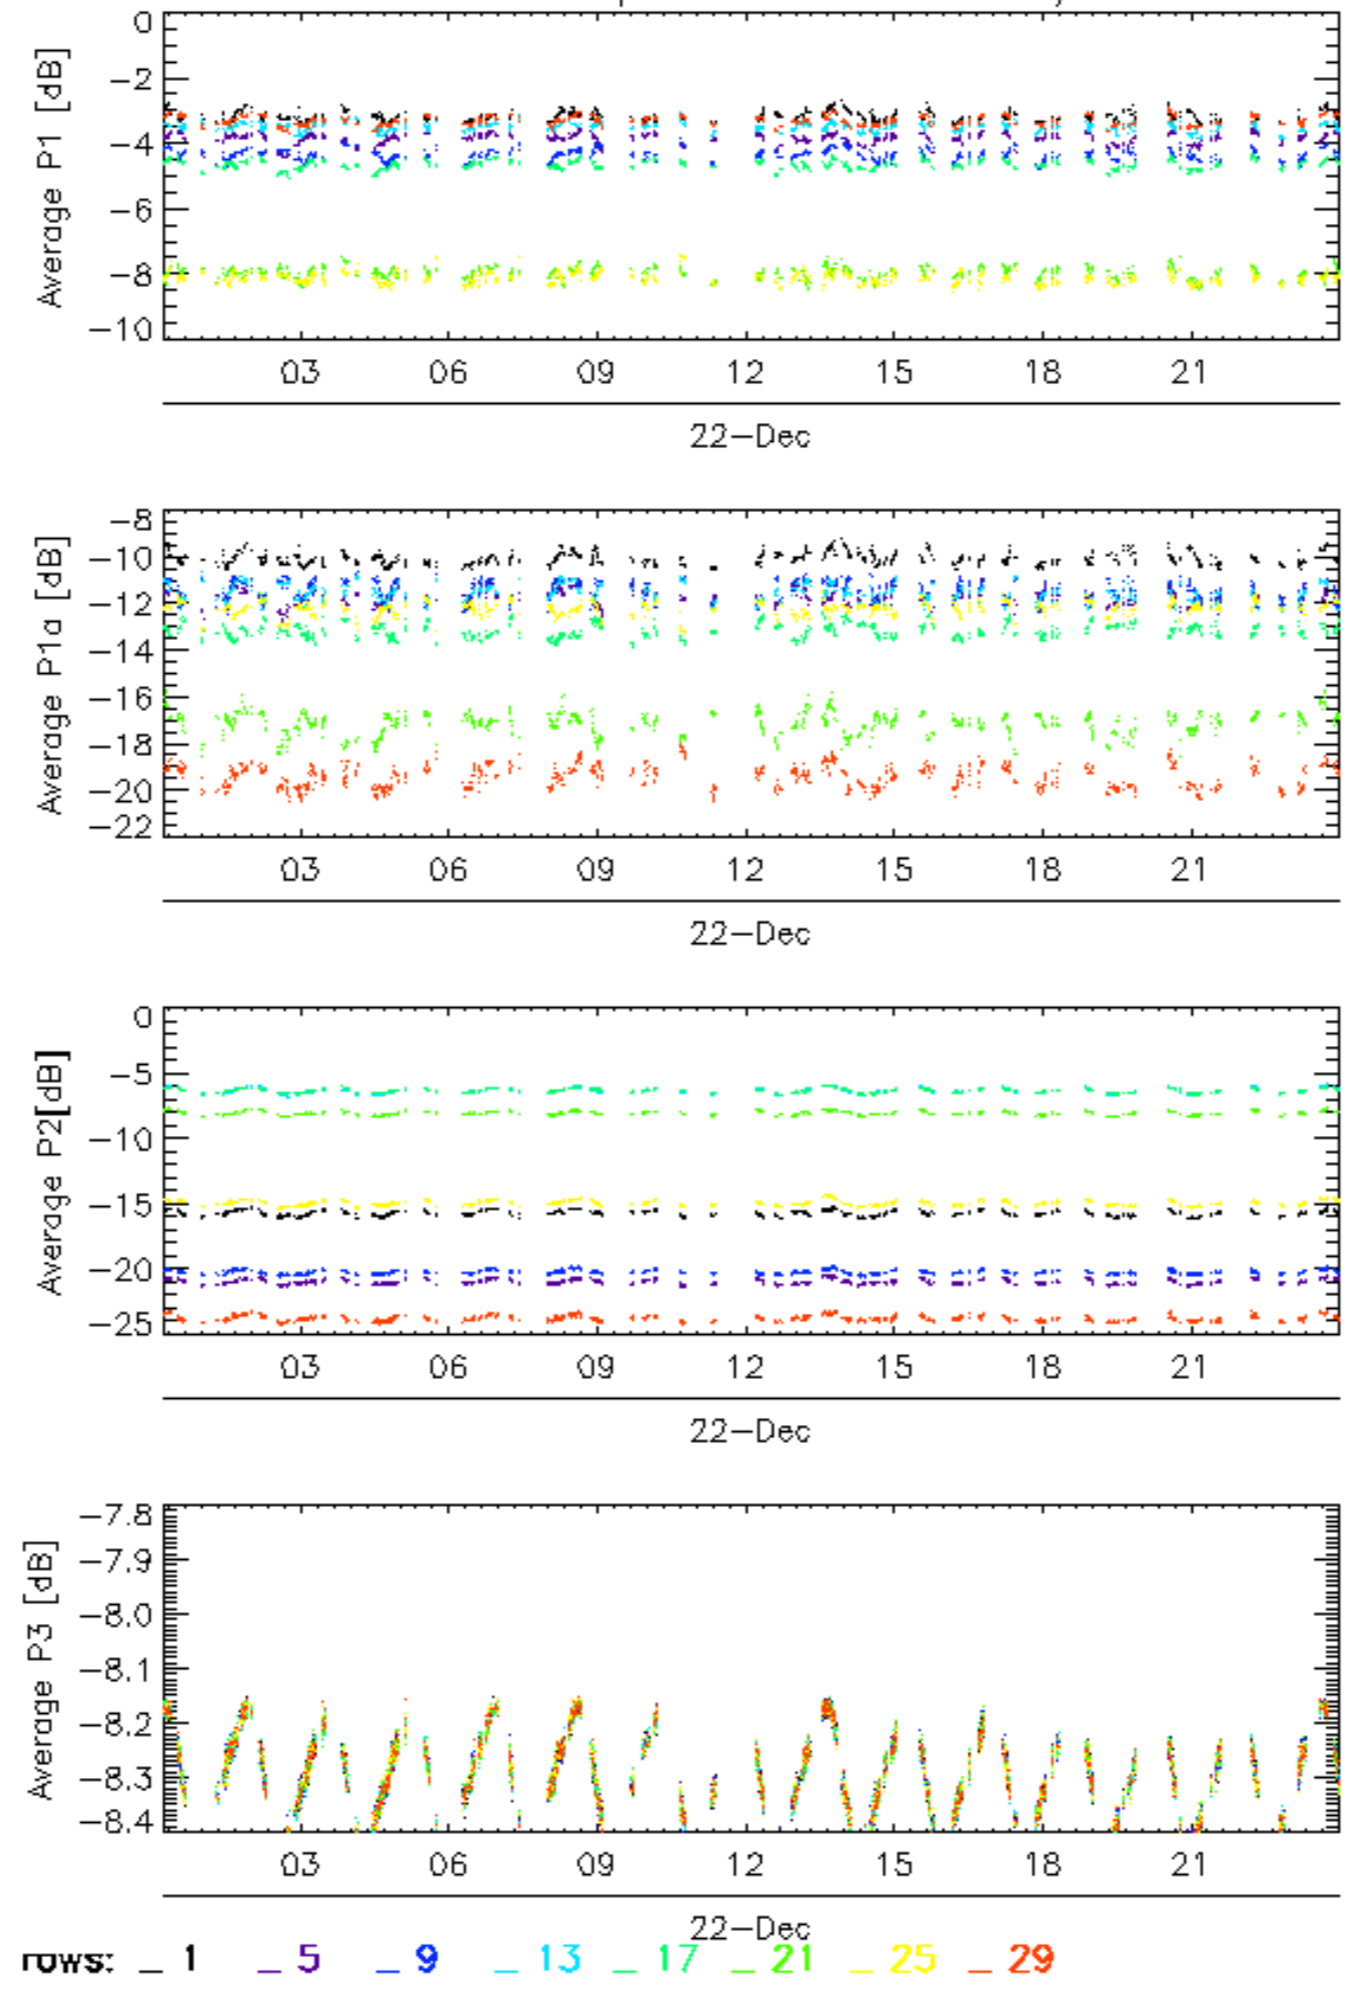 Average P1 [dB]
0
−2
−4
−6
−8
−10
03 06 09 12 15 18 21
22−Dec
Average P1a [dB]
−8
−10
−12
−14
−16
−18
−20
−22
03 06 09 12 15 18 21
22−Dec
Average P2[dB]
0
−5
−10
−15
−20
−25
03 06 09 12 15 18 21
22−Dec
Average P3 [dB]
−7.8
−7.9
−8.0
−8.1
−8.2
−8.3
−8.4
03 06 09 12 15 18 21
22−Dec
rows: _ 1 _ 5 _ 9 _ 13 _ 17 _ 21 _ 25 _ 29